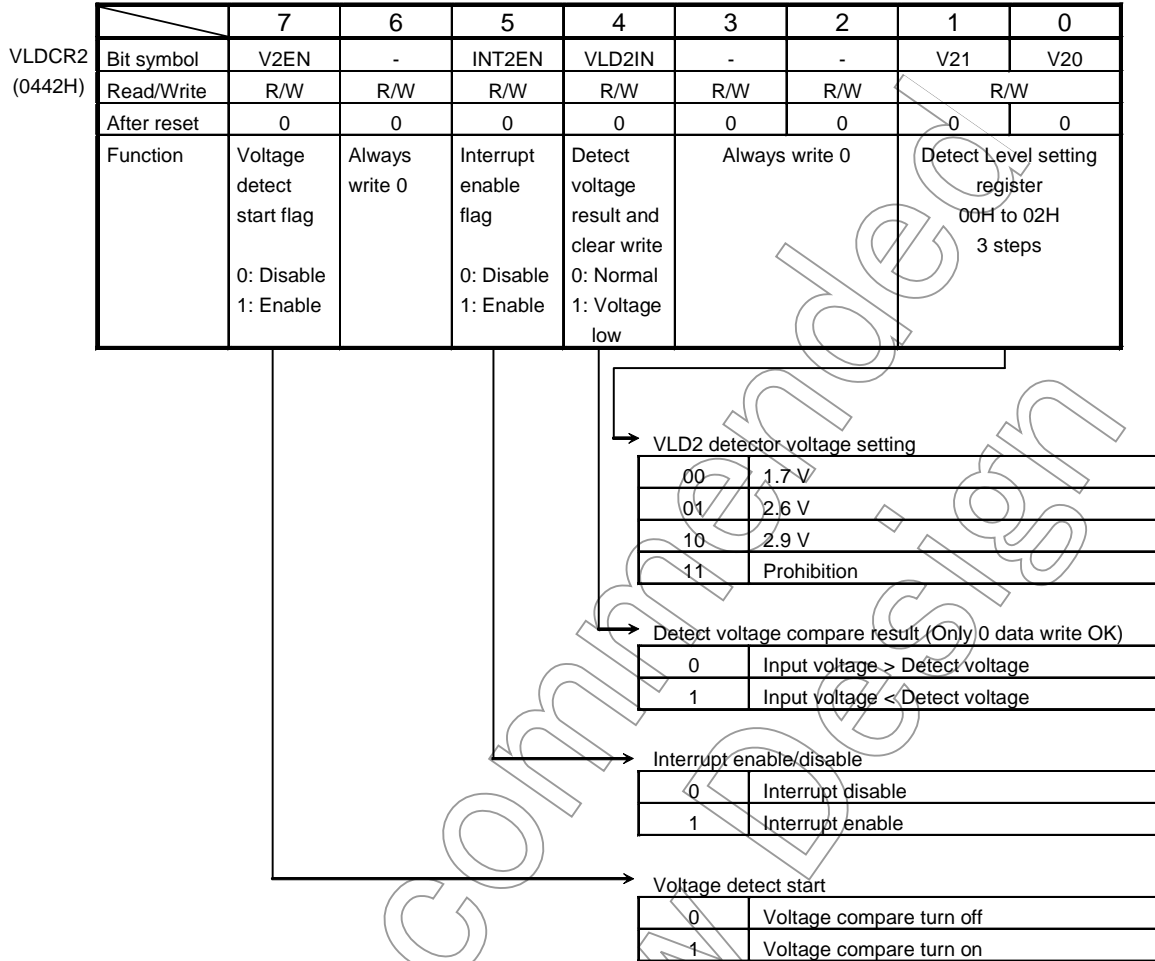 7 6 5 4 3 2 1 0
VLDCR2 (0442H)
Bit symbol V2EN - INT2EN VLD2IN - - V21 V20
Read/Write R/W R/W R/W R/W R/W R/W R/W
After reset 0 0 0 0 0 0 0 0
Function
Voltage
detect
start flag
0: Disable
1: Enable
Always
write 0
Interrupt
enable
flag
0: Disable
1: Enable
Detect
voltage
result and
clear write
0: Normal
1: Voltage
low
Always write 0
Detect Level setting
register
00H to 02H
3 steps
VLD2 detector voltage setting
00 1.7 V
01 2.6 V
10 2.9 V
11 Prohibition
Detect voltage compare result (Only 0 data write OK)
0 Input voltage > Detect voltage
1 Input voltage < Detect voltage
Interrupt enable/disable
0 Interrupt disable
1 Interrupt enable
Voltage detect start
0 Voltage compare turn off
1 Voltage compare turn on
commended
w Design